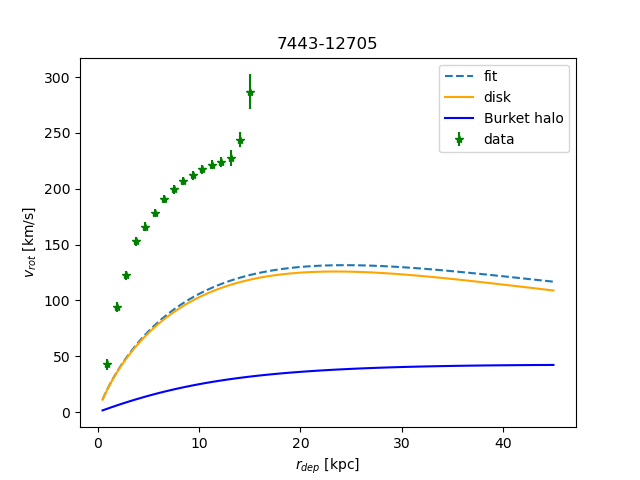 7443-12705
300
250
200
150
100
50
0
v_rot [km/s]
fit
disk
Burket halo
data
0 10 20 30 40
r_dep [kpc]